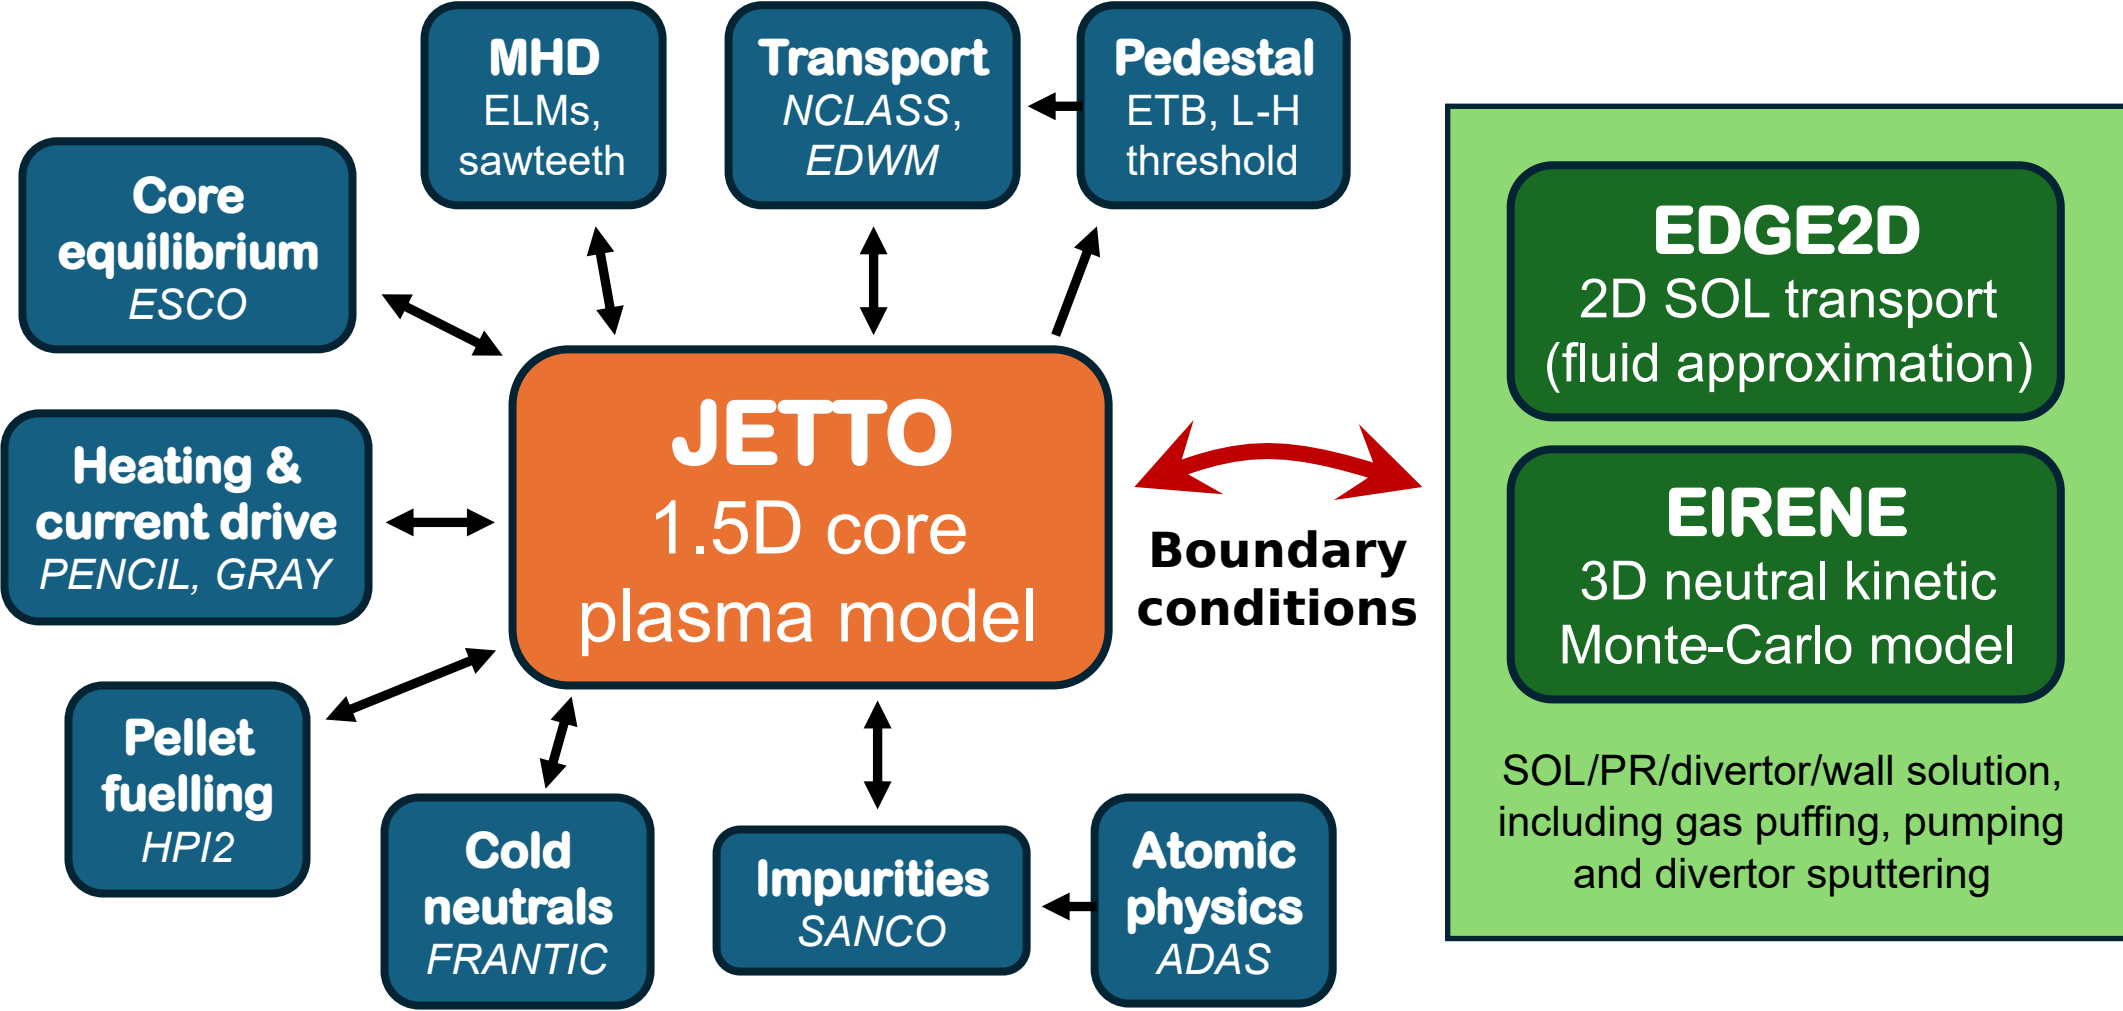 MHD
ELMs,
sawteeth
Transport
NCLASS,
EDWM
Pedestal
ETB, L-H
threshold
Core
equilibrium
ESCO
Heating &
current drive
PENCIL, GRAY
Pellet
fuelling
HPI2
Cold
neutrals
FRANTIC
Impurities
SANCO
Atomic
physics
ADAS
JETTO
1.5D core
plasma model
Boundary
conditions
EDGE2D
2D SOL transport
(fluid approximation)
EIRENE
3D neutral kinetic
Monte-Carlo model
SOL/PR/divertor/wall solution,
including gas puffing, pumping
and divertor sputtering